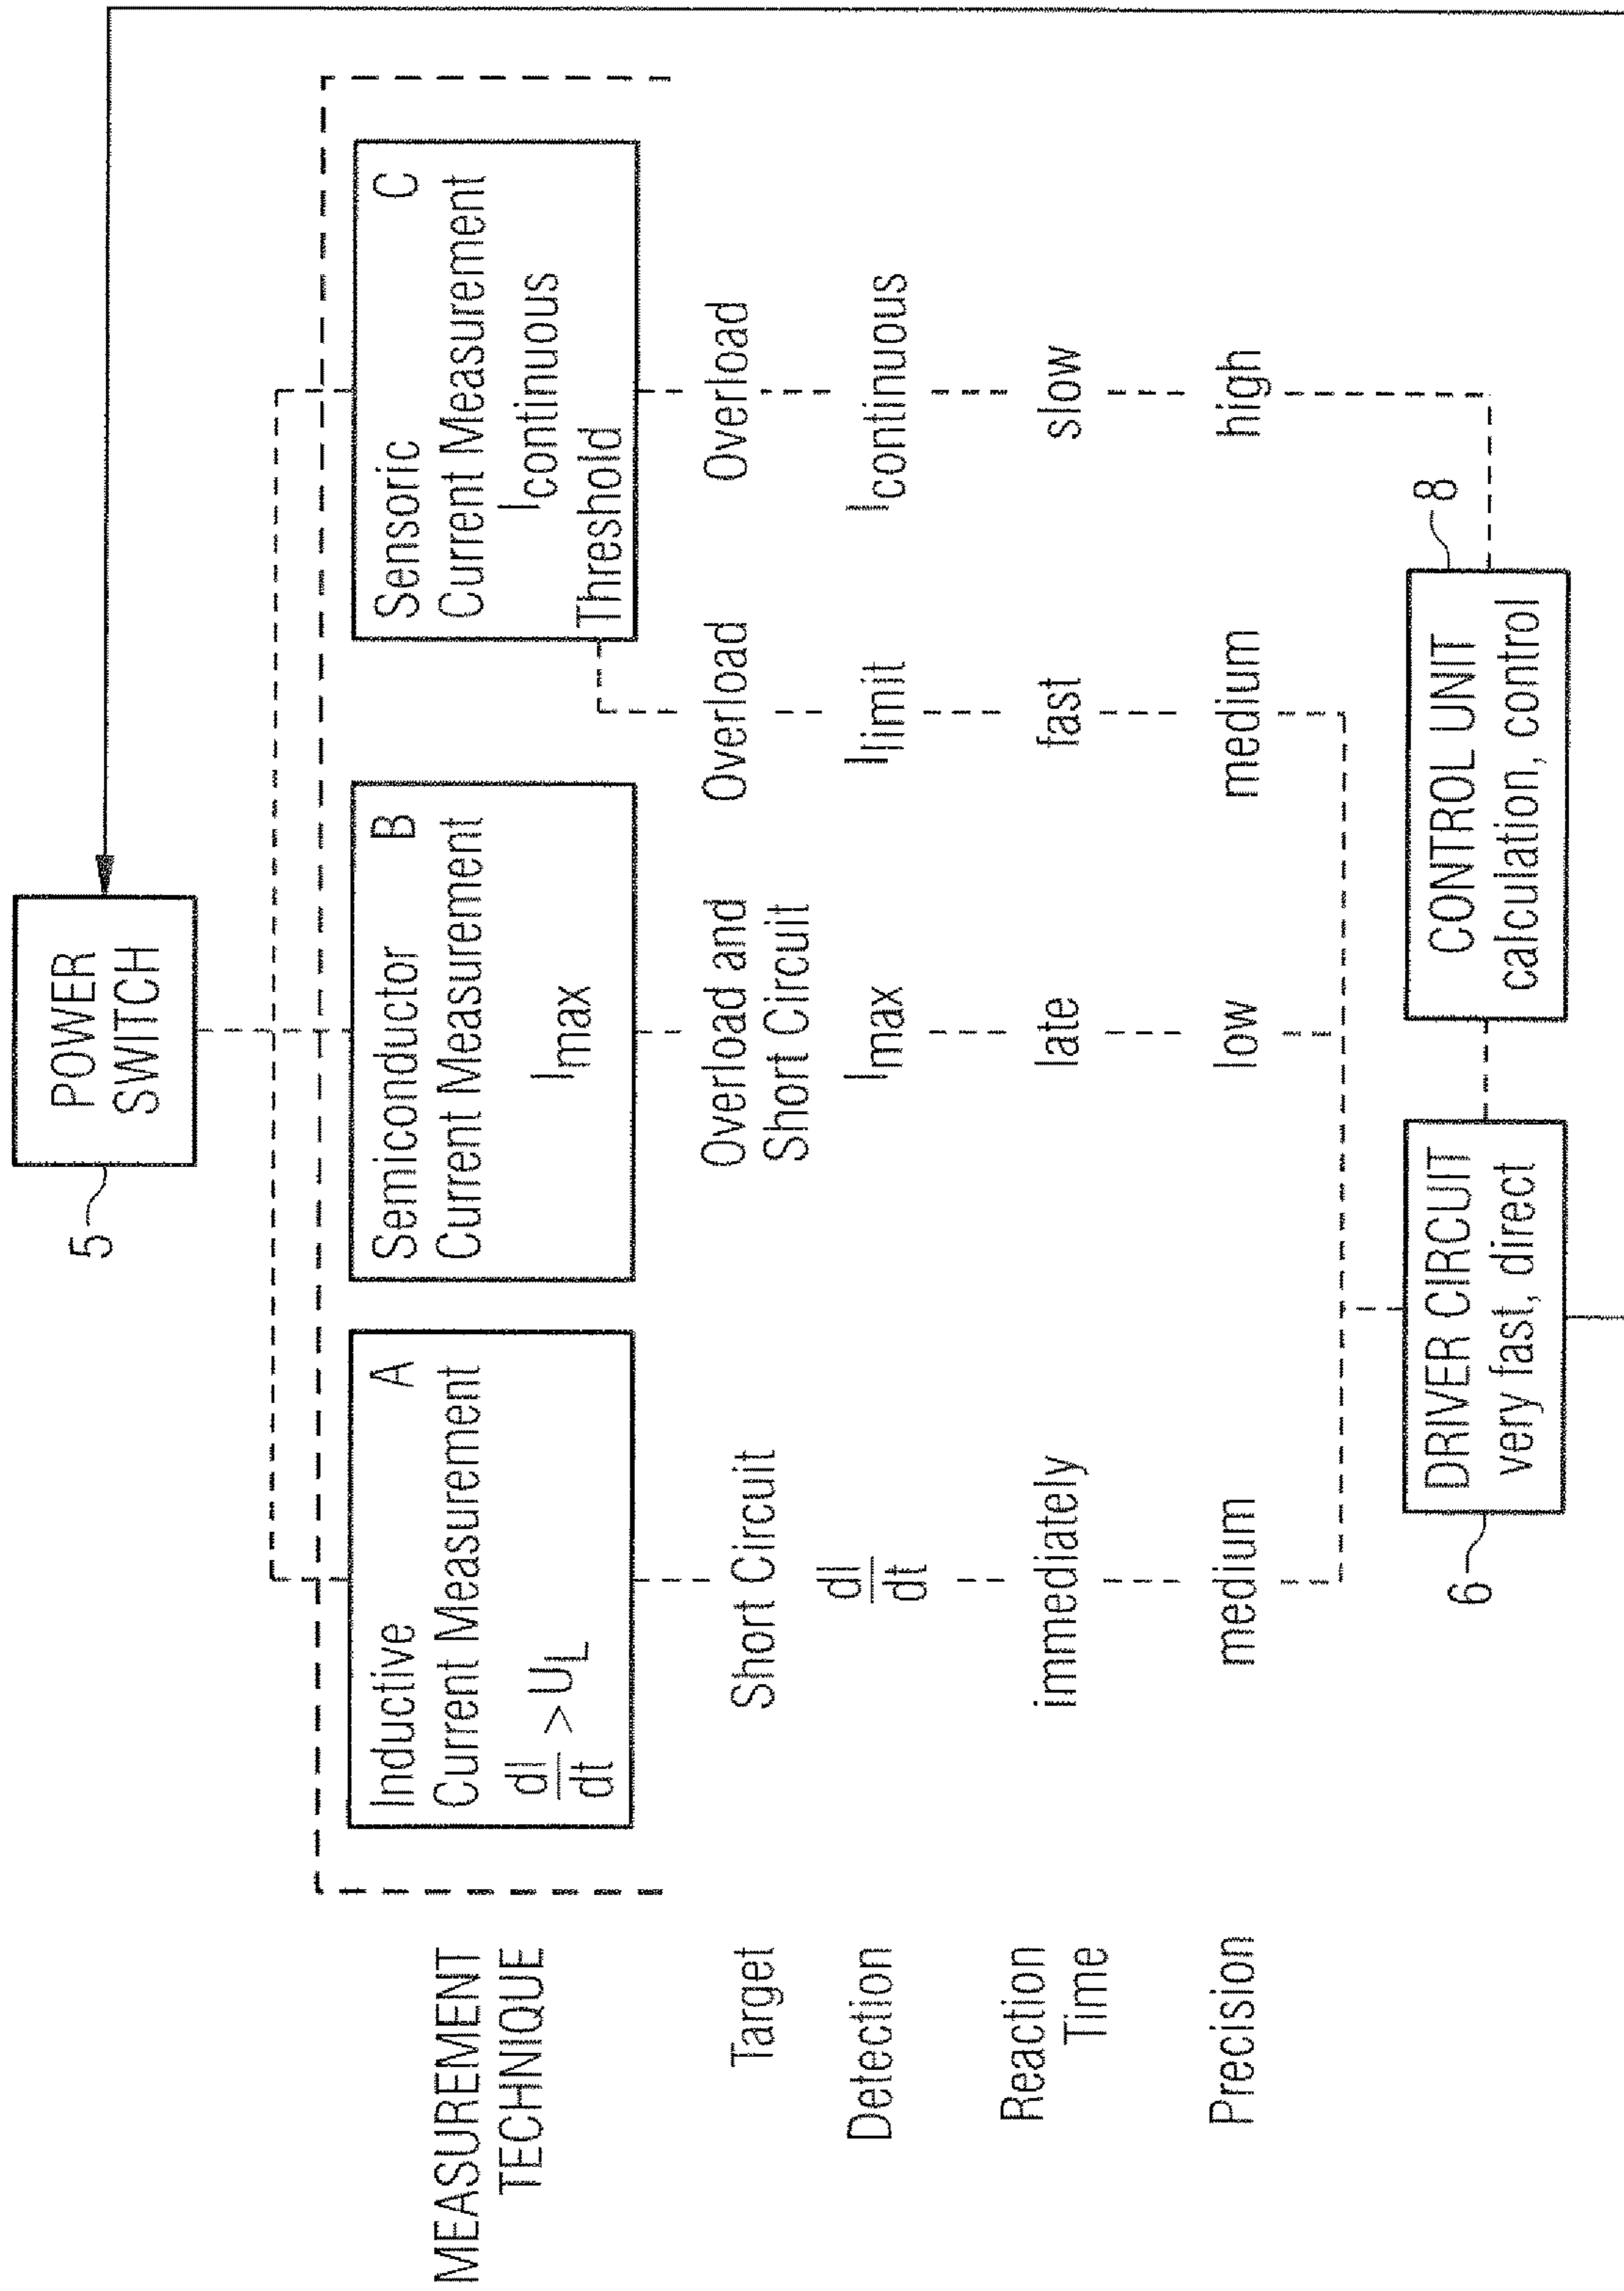 POWER
SWITCH
5
MEASUREMENT
TECHNIQUE
Inductive A
Current Measurement
dI
dt
> UL
Semiconductor B
Current Measurement
Imax
Sensoric C
Current Measurement
Icontinuous
Threshold
Target
Short Circuit
Overload and
Short Circuit
Overload
Overload
Detection
dI
dt
Imax
Ilimit
Icontinuous
Reaction
Time
immediately
late
fast
slow
Precision
medium
low
medium
high
DRIVER CIRCUIT
very fast, direct
6
CONTROL UNIT
calculation, control
8